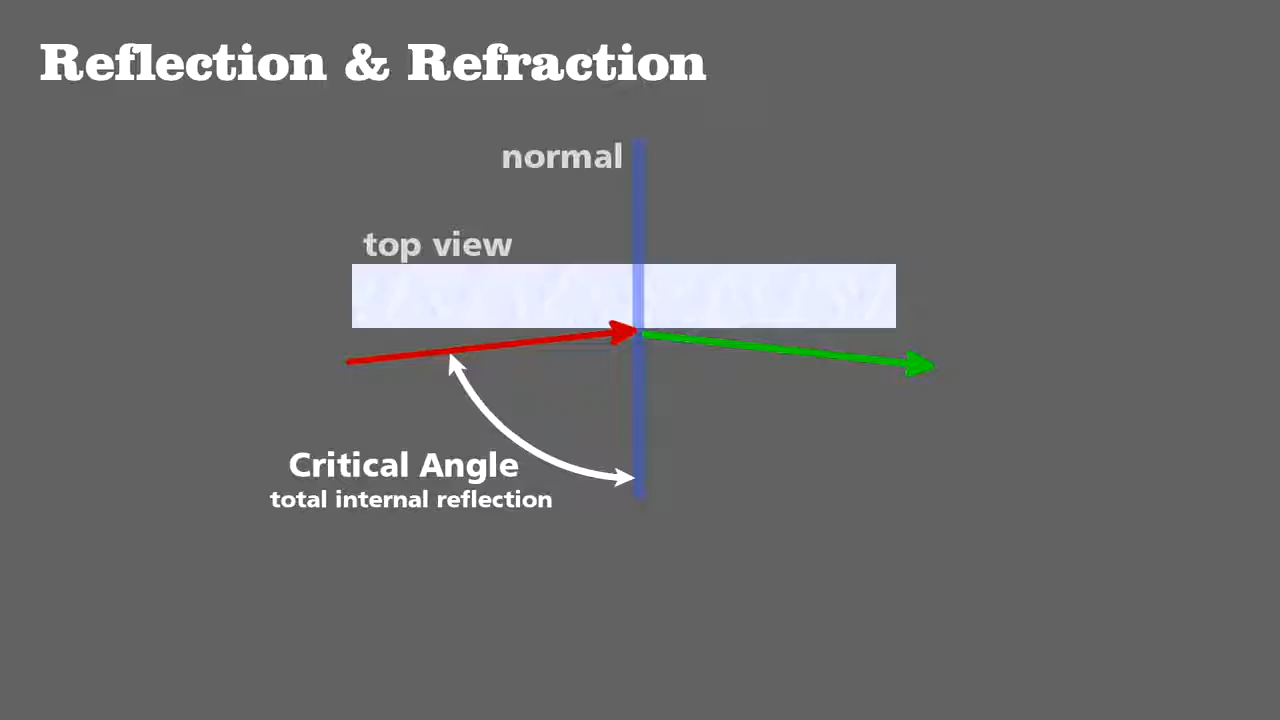 Reflection & Refraction
normal
top view
Critical Angle
total internal reflection